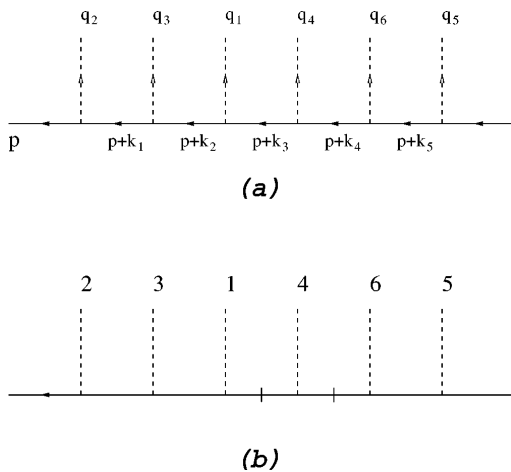 q₂ q₃ q₁ q₄ q₆ q₅
p p+k₁ p+k₂ p+k₃ p+k₄ p+k₅
(a)
2 3 1 4 6 5
(b)